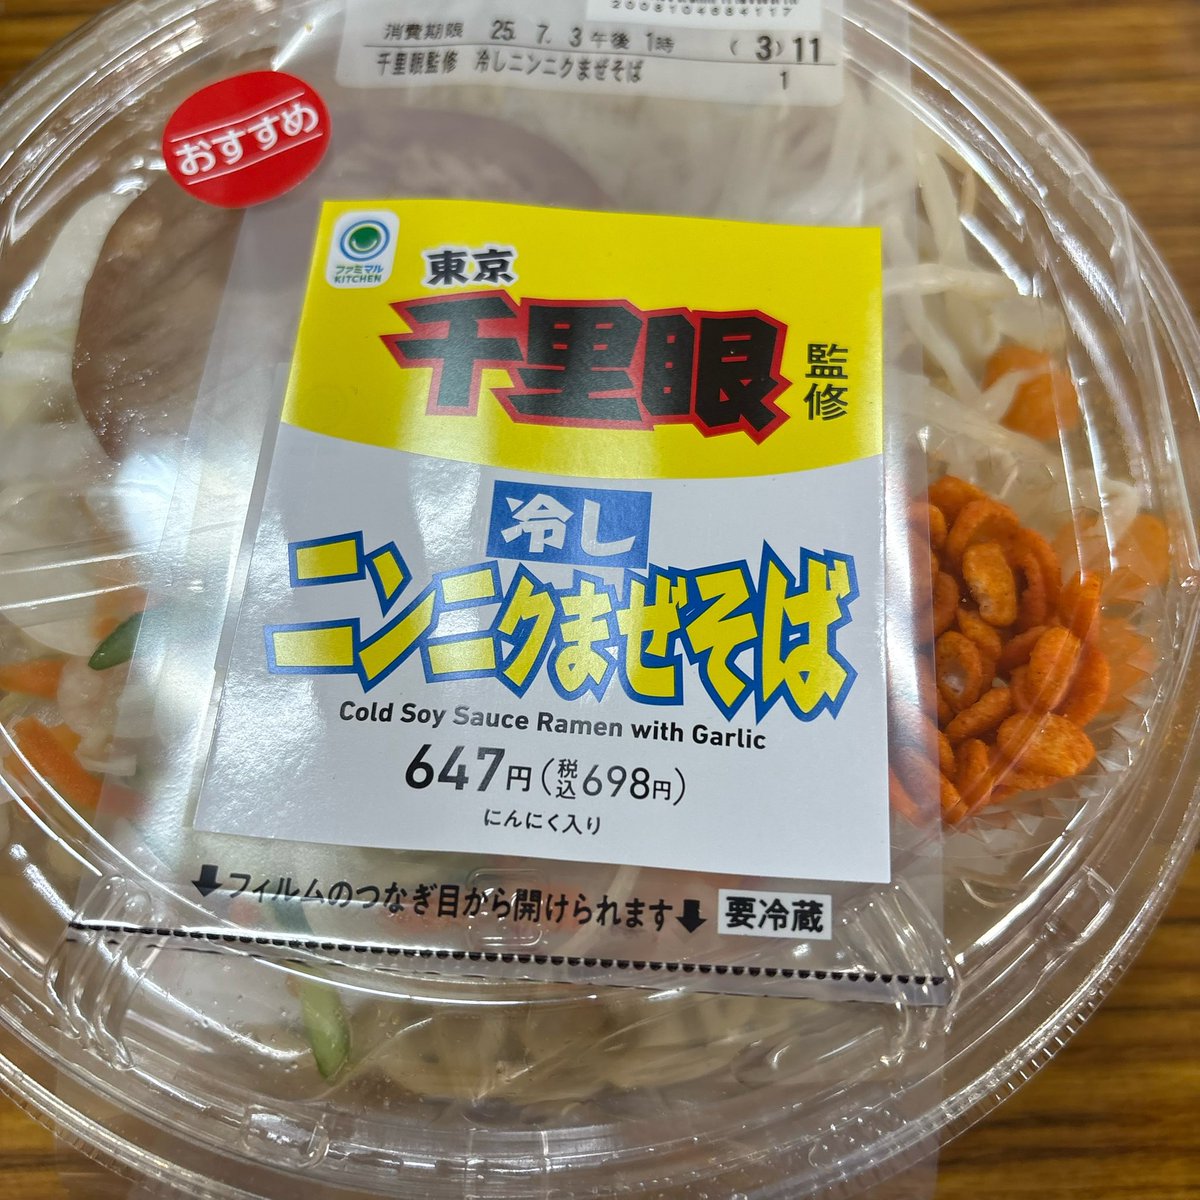 2008104684117
消費期限 25. 7. 3午後 1時 (3)11
千里眼監修 冷しニンニクまぜそば 1
おすすめ
ファミマル
KITCHEN
東京
千里眼
監修
冷し
ニンニクまぜそば
Cold Soy Sauce Ramen with Garlic
647円(税込698円)
にんにく入り
⬇フィルムのつなぎ目から開けられます⬇ 要冷蔵